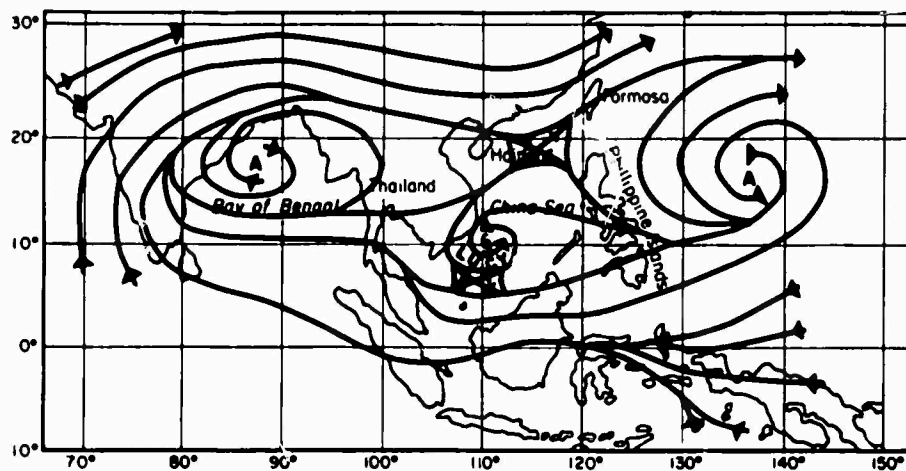 30°
Formosa
20°
A
A
Thailand
Philippine Islands
Bay of Bengal
China Sea
10°
0°
10°
70° 80° 90° 100° 110° 120° 130° 140° 150°